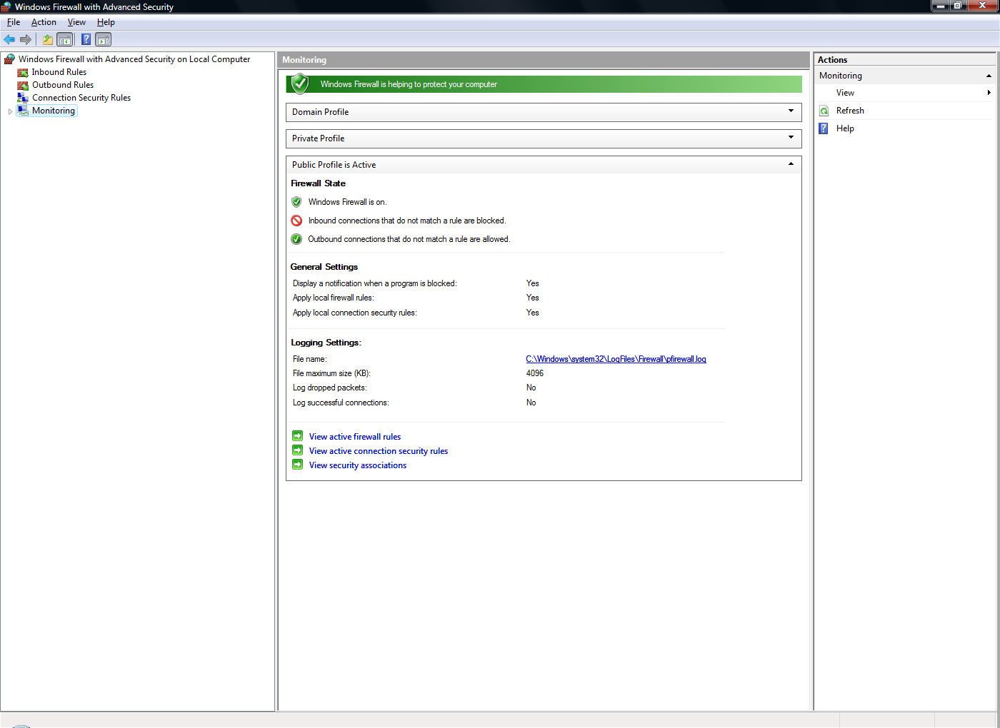 Windows Firewall with Advanced Security
File Action View Help
Windows Firewall with Advanced Security on Local Computer
Inbound Rules
Outbound Rules
Connection Security Rules
Monitoring
Monitoring
Windows Firewall is helping to protect your computer
Domain Profile
Private Profile
Public Profile is Active
Firewall State
Windows Firewall is on.
Inbound connections that do not match a rule are blocked.
Outbound connections that do not match a rule are allowed.
General Settings
Display a notification when a program is blocked: Yes
Apply local firewall rules: Yes
Apply local connection security rules: Yes
Logging Settings:
File name: C:\Windows\system32\LogFiles\Firewall\pfirewall.log
File maximum size (KB): 4096
Log dropped packets: No
Log successful connections: No
View active firewall rules
View active connection security rules
View security associations
Actions
Monitoring
View
Refresh
Help